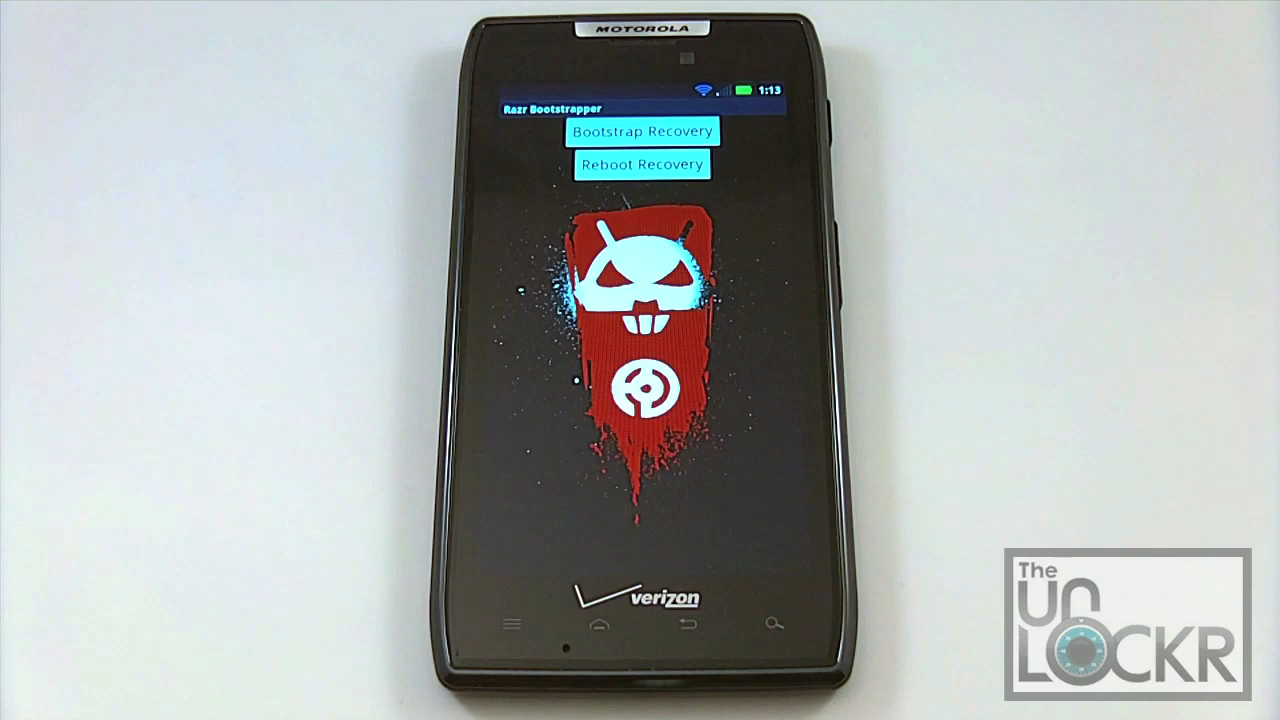 MOTOROLA
1:13
Razr Bootstrapper
Bootstrap Recovery
Reboot Recovery
verizon
The
UN
LOCKR